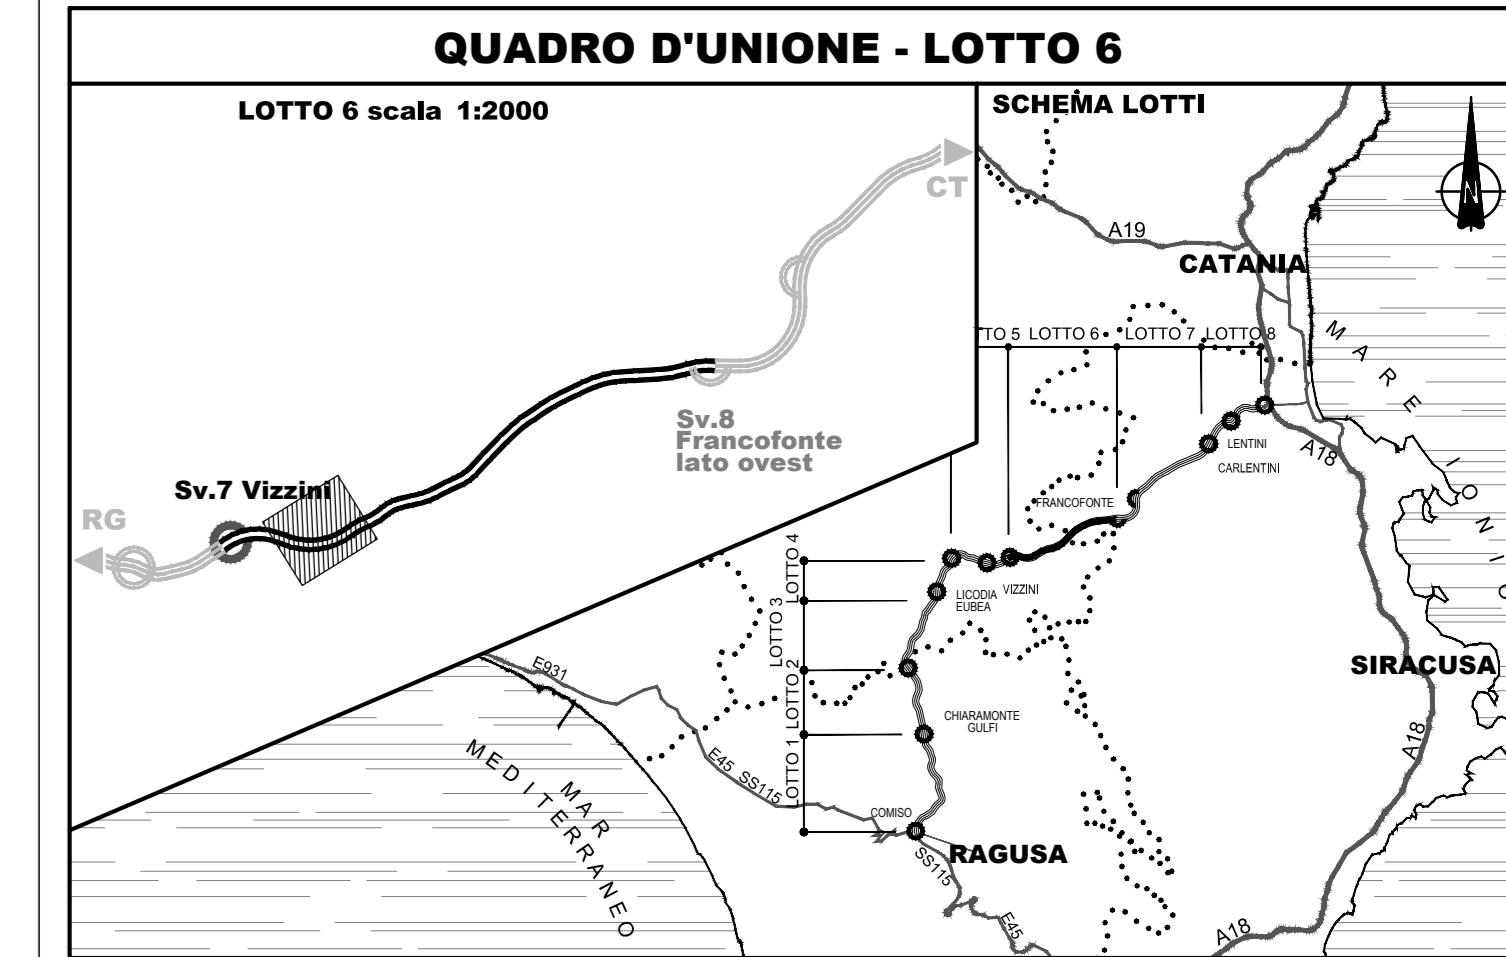 QUADRO D'UNIONE - LOTTO 6
LOTTO 6 scala 1:2000
SCHEMA LOTTI
N
CT
A19
CATANIA
TTO 5 LOTTO 6 LOTTO 7 LOTTO 8
MARE IONIO
Sv.8
Francofonte
lato ovest
LENTINI
CARLENTINI
A18
Sv.7 Vizzini
RG
FRANCOFONTE
LOTTO 4
LOTTO 3
LOTTO 2
LOTTO 1
LICODIA
EUBEA
VIZZINI
E931
SIRACUSA
CHIARAMONTE
GULFI
A18
E45 SS115
MAR
MEDITERRANEO
COMISO
RAGUSA
SS115
E45
A18